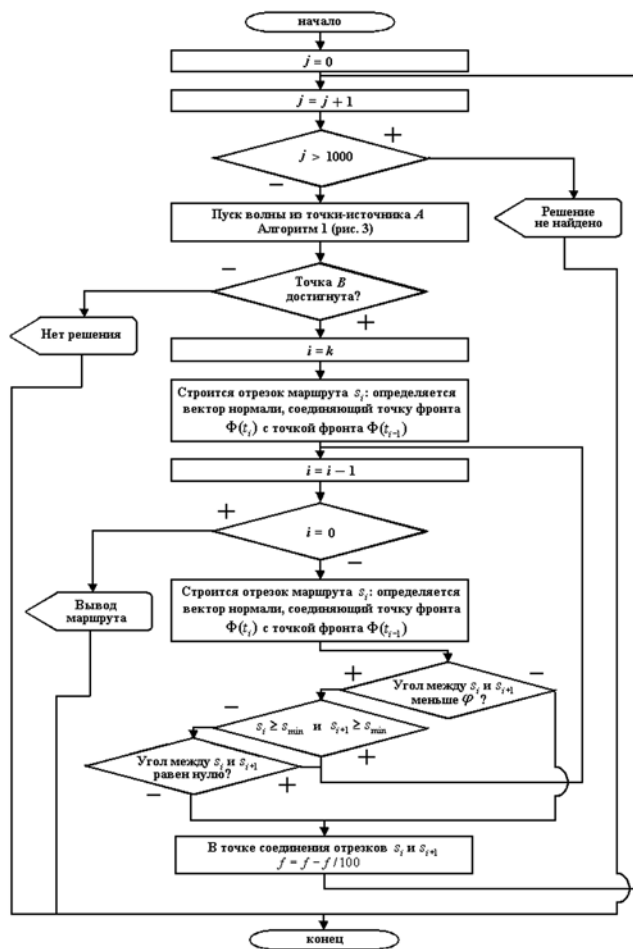 начало
j = 0
j = j + 1
+
j > 1000
−
Пуск волны из точки-источника A
Алгоритм 1 (рис. 3)
Решение
не найдено
−
Точка B
достигнута?
+
Нет решения
i = k
Строится отрезок маршрута s_i: определяется
вектор нормали, соединяющий точку фронта
Φ(t_i) с точкой фронта Φ(t_{i−1})
i = i − 1
+
i = 0
−
Вывод
маршрута
Строится отрезок маршрута s_i: определяется
вектор нормали, соединяющий точку фронта
Φ(t_i) с точкой фронта Φ(t_{i−1})
+
Угол между s_i и s_{i+1}
меньше φ ?
−
−
s_i ≥ s_min и s_{i+1} ≥ s_min
+
Угол между s_i и s_{i+1}
равен нулю?
−
+
В точке соединения отрезков s_i и s_{i+1}
f = f − f /100
конец